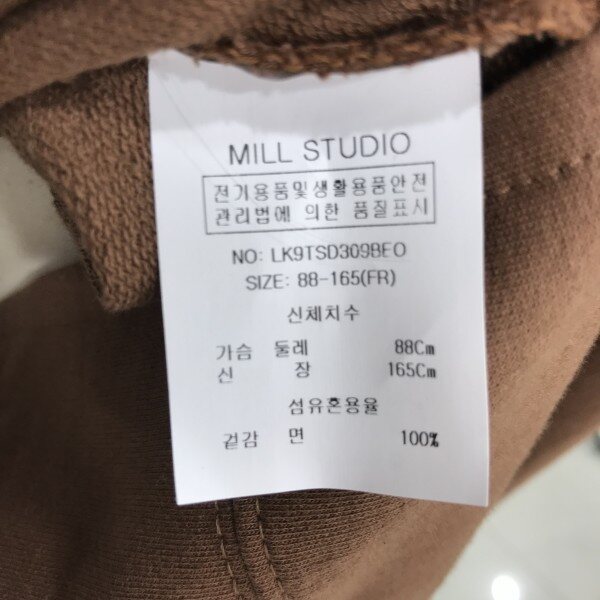 MILL STUDIO
전기용품및생활용품안전
관리법에 의한 품질표시
NO: LK9TSD309BEO
SIZE: 88-165(FR)
신체치수
가슴 둘레 88Cm
신 장 165Cm
섬유혼용율
겉감 면 100%